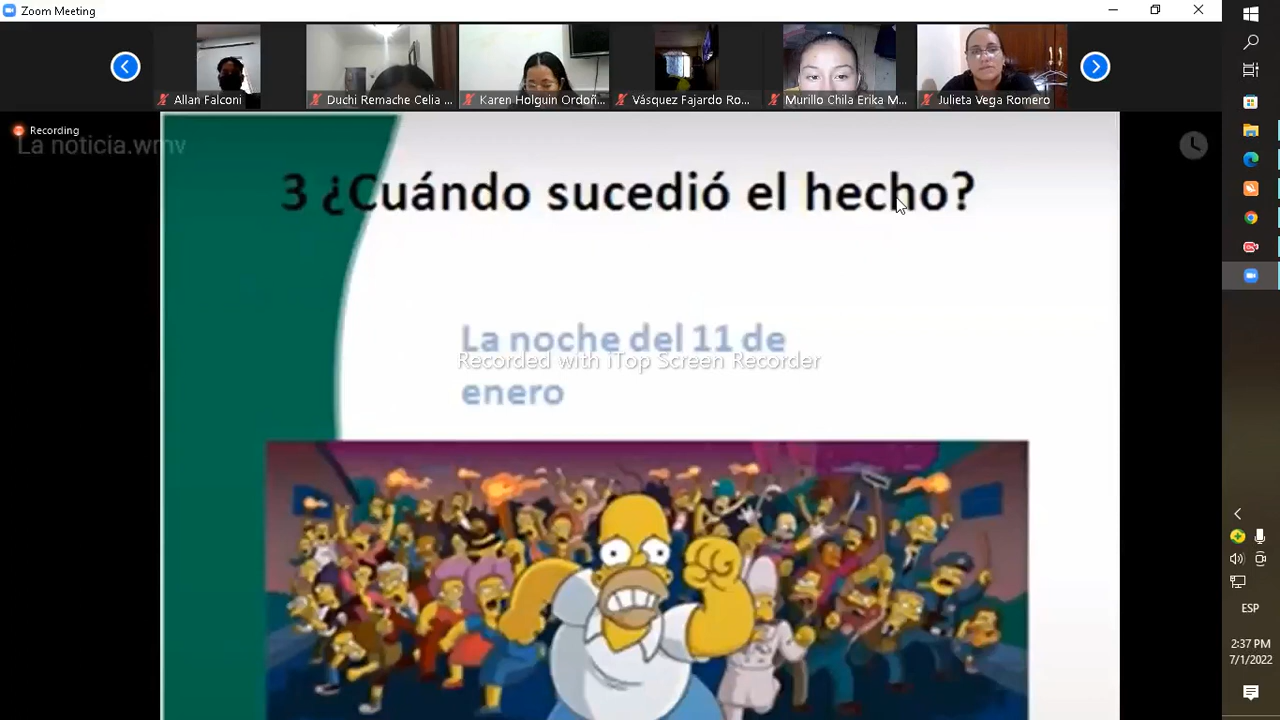 Zoom Meeting
Allan Falconi
Duchi Remache Celia ...
Karen Holguin Ordoñ...
Vásquez Fajardo Ro...
Murillo Chila Erika M...
Julieta Vega Romero
Recording
La noticia.wmv
3 ¿Cuándo sucedió el hecho?
La noche del 11 de
Recorded with iTop Screen Recorder
enero
ESP
2:37 PM
7/1/2022